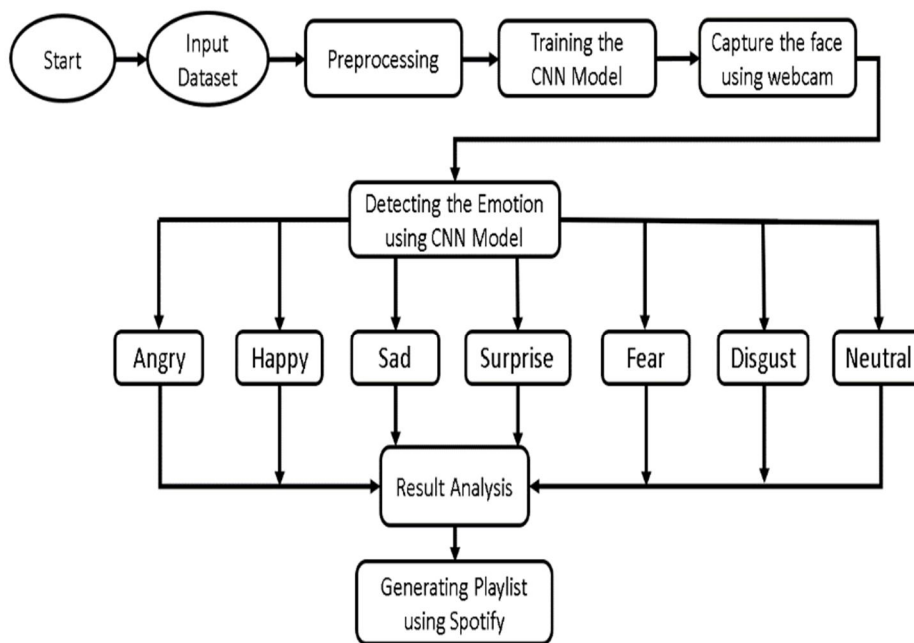 Start
Input
Dataset
Preprocessing
Training the
CNN Model
Capture the face
using webcam
Detecting the Emotion
using CNN Model
Angry
Happy
Sad
Surprise
Fear
Disgust
Neutral
Result Analysis
Generating Playlist
using Spotify